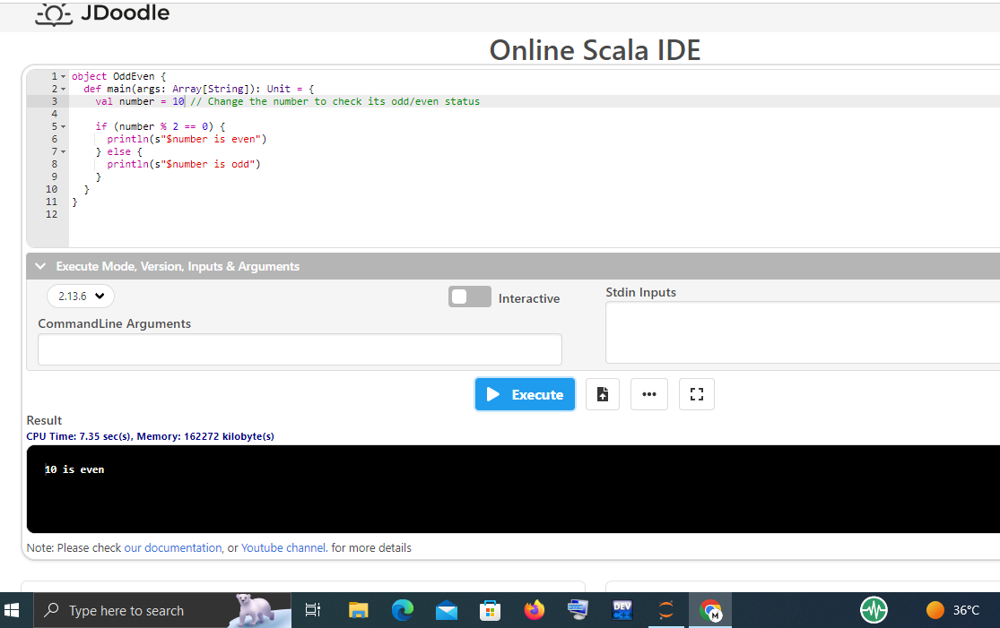 JDoodle
Online Scala IDE
1 object OddEven {
2 def main(args: Array[String]): Unit = {
3 val number = 10 // Change the number to check its odd/even status
4
5 if (number % 2 == 0) {
6 println(s"$number is even")
7 } else {
8 println(s"$number is odd")
9 }
10 }
11 }
12
Execute Mode, Version, Inputs & Arguments
2.13.6
Interactive
Stdin Inputs
CommandLine Arguments
Execute
Result
CPU Time: 7.35 sec(s), Memory: 162272 kilobyte(s)
10 is even
Note: Please check our documentation, or Youtube channel. for more details
Type here to search
DEV
C++
M
36°C